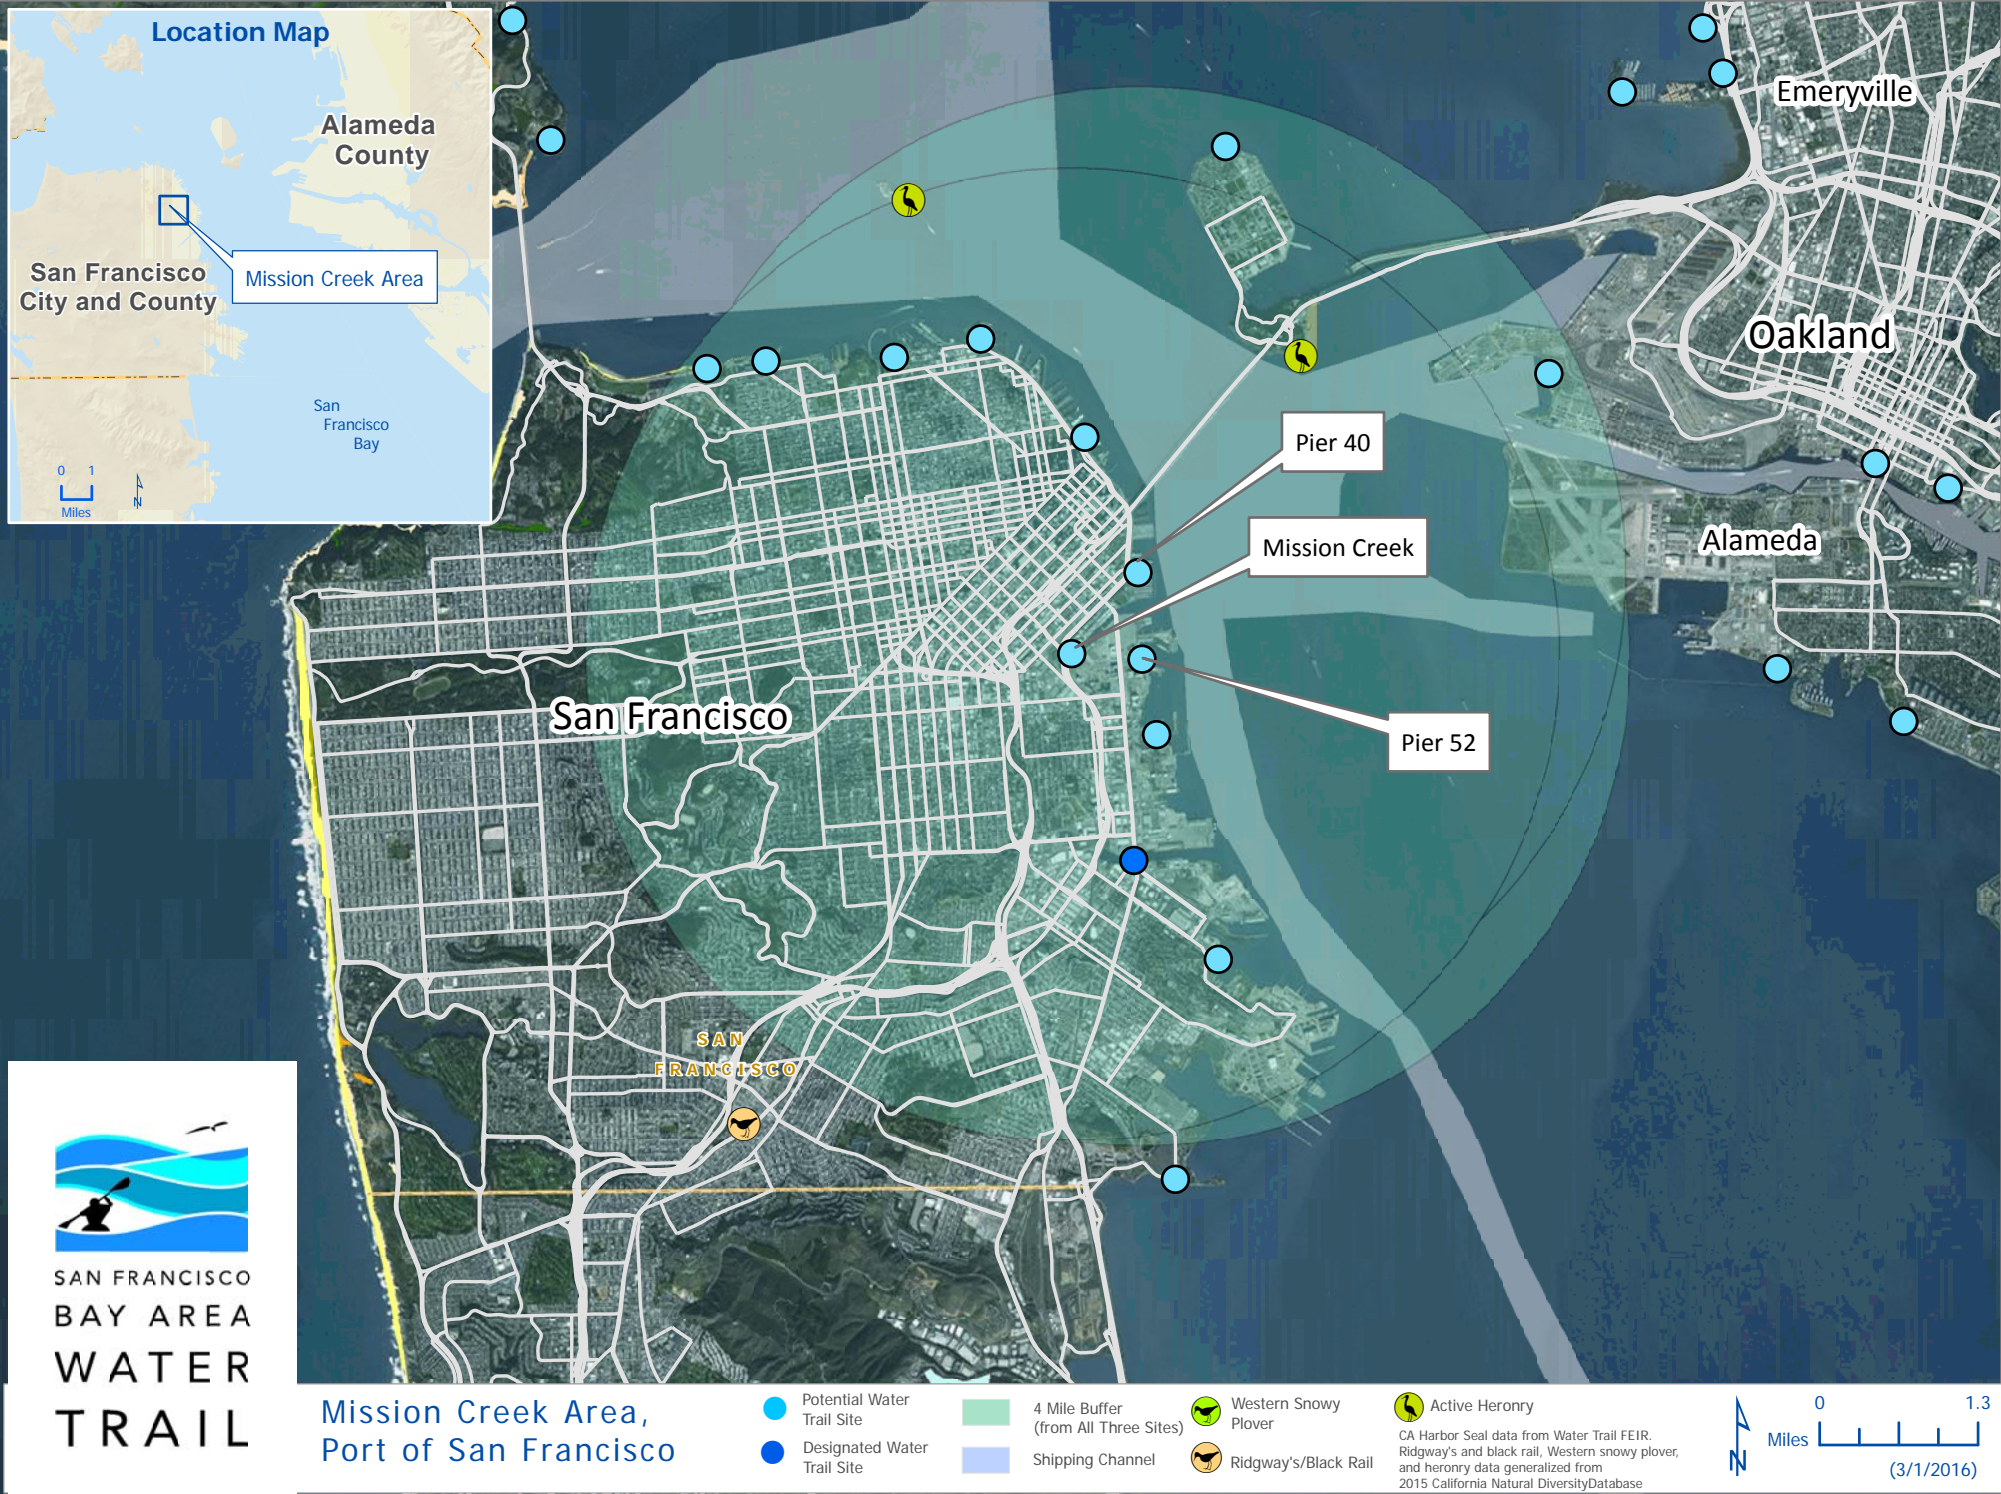 Location Map
Alameda
County
San Francisco
City and County
Mission Creek Area
San
Francisco
Bay
0 1
Miles
N
Emeryville
Oakland
Alameda
San Francisco
Pier 40
Mission Creek
Pier 52
SAN
FRANCISCO
SAN FRANCISCO
BAY AREA
WATER
TRAIL
Mission Creek Area,
Port of San Francisco
Potential Water
Trail Site
Designated Water
Trail Site
4 Mile Buffer
(from All Three Sites)
Shipping Channel
Western Snowy
Plover
Ridgway's/Black Rail
Active Heronry
CA Harbor Seal data from Water Trail FEIR.
Ridgway's and black rail, Western snowy plover,
and heronry data generalized from
2015 California Natural DiversityDatabase
N
Miles
0 1.3
(3/1/2016)